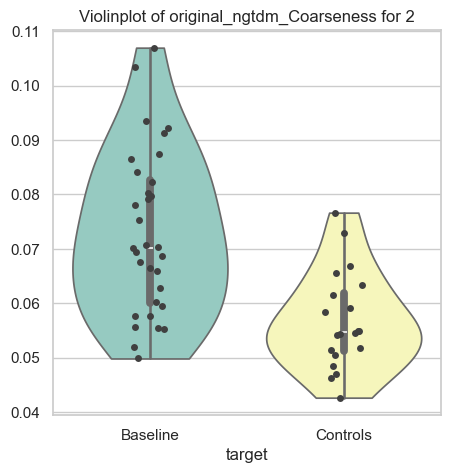 Violinplot of original_ngtdm_Coarseness for 2
0.11
0.10
0.09
0.08
0.07
0.06
0.05
0.04
Baseline
Controls
target